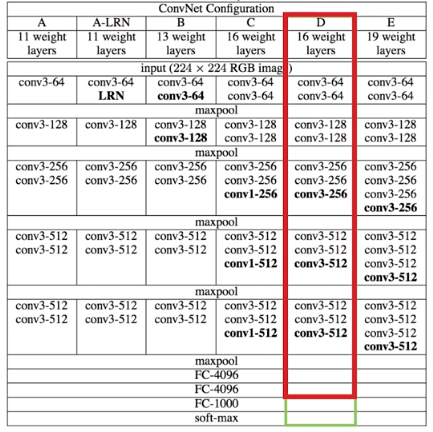 ConvNet Configuration
A A-LRN B C D E
11 weight 11 weight 13 weight 16 weight 16 weight 19 weight
layers layers layers layers layers layers
input (224 × 224 RGB image)
conv3-64 conv3-64 conv3-64 conv3-64 conv3-64 conv3-64
LRN conv3-64 conv3-64 conv3-64 conv3-64
maxpool
conv3-128 conv3-128 conv3-128 conv3-128 conv3-128 conv3-128
conv3-128 conv3-128 conv3-128 conv3-128
maxpool
conv3-256 conv3-256 conv3-256 conv3-256 conv3-256 conv3-256
conv3-256 conv3-256 conv3-256 conv3-256 conv3-256 conv3-256
conv1-256 conv3-256 conv3-256
conv3-256
maxpool
conv3-512 conv3-512 conv3-512 conv3-512 conv3-512 conv3-512
conv3-512 conv3-512 conv3-512 conv3-512 conv3-512 conv3-512
conv1-512 conv3-512 conv3-512
conv3-512
maxpool
conv3-512 conv3-512 conv3-512 conv3-512 conv3-512 conv3-512
conv3-512 conv3-512 conv3-512 conv3-512 conv3-512 conv3-512
conv1-512 conv3-512 conv3-512
conv3-512
maxpool
FC-4096
FC-4096
FC-1000
soft-max